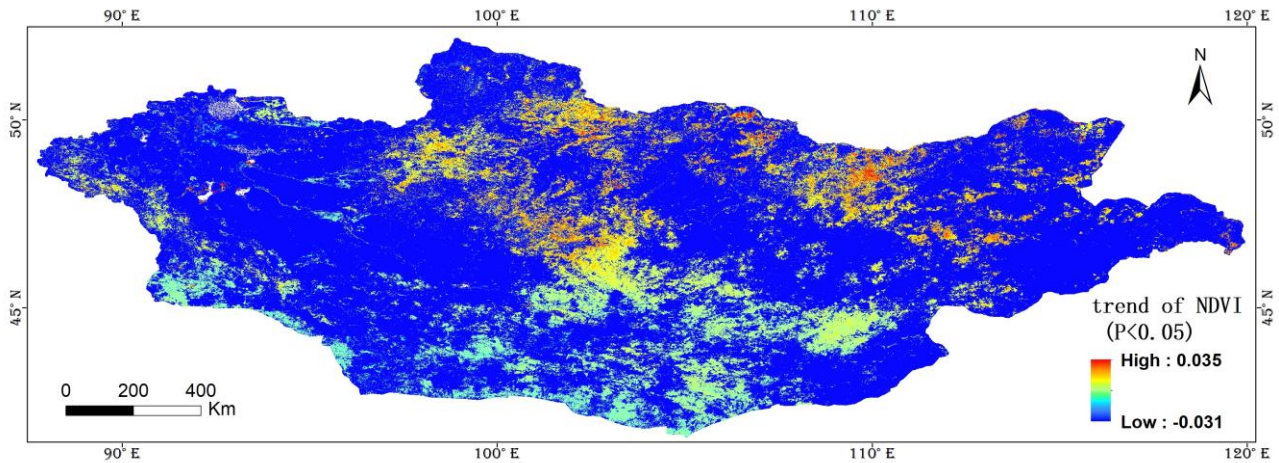 90° E 100° E 110° E 120° E
N
50° N 50° N
45° N 45° N
trend of NDVI
(P<0.05)
High : 0.035
Low : -0.031
0 200 400
Km
90° E 100° E 110° E 120° E